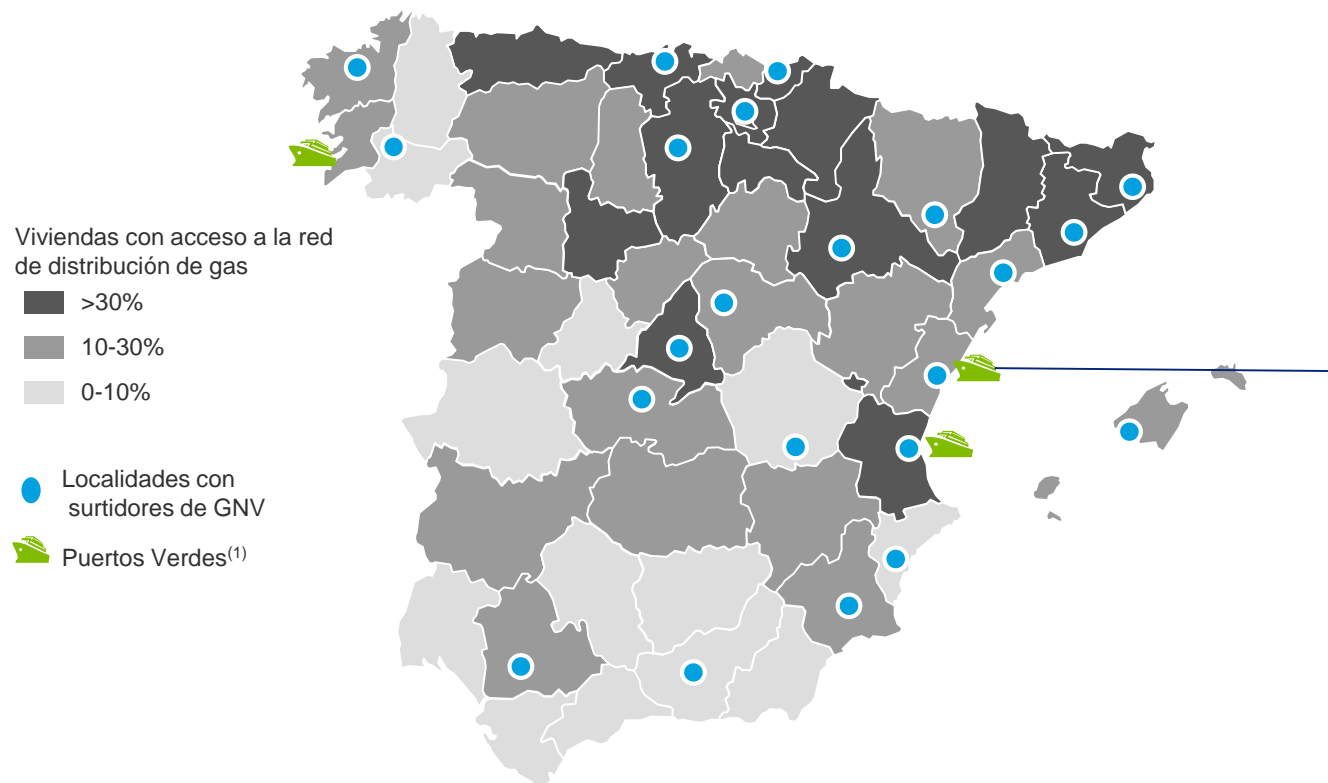 Viviendas con acceso a la red
de distribución de gas
>30%
10-30%
0-10%
Localidades con
surtidores de GNV
Puertos Verdes(1)